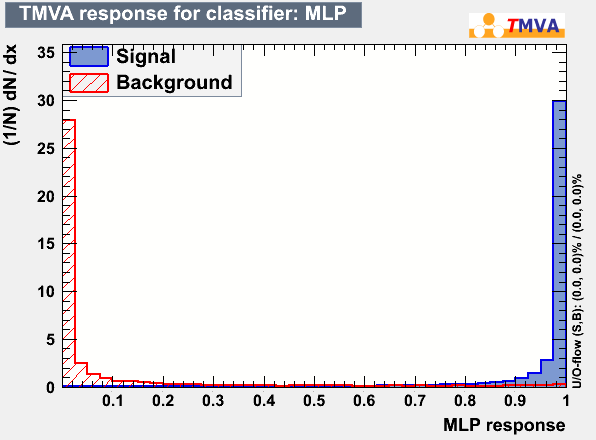 TMVA response for classifier: MLP
TMVA
Signal
Background
(1/N) dN / dx
35
30
25
20
15
10
5
0
0.1 0.2 0.3 0.4 0.5 0.6 0.7 0.8 0.9 1
MLP response
U/O-flow (S,B): (0.0, 0.0)% / (0.0, 0.0)%